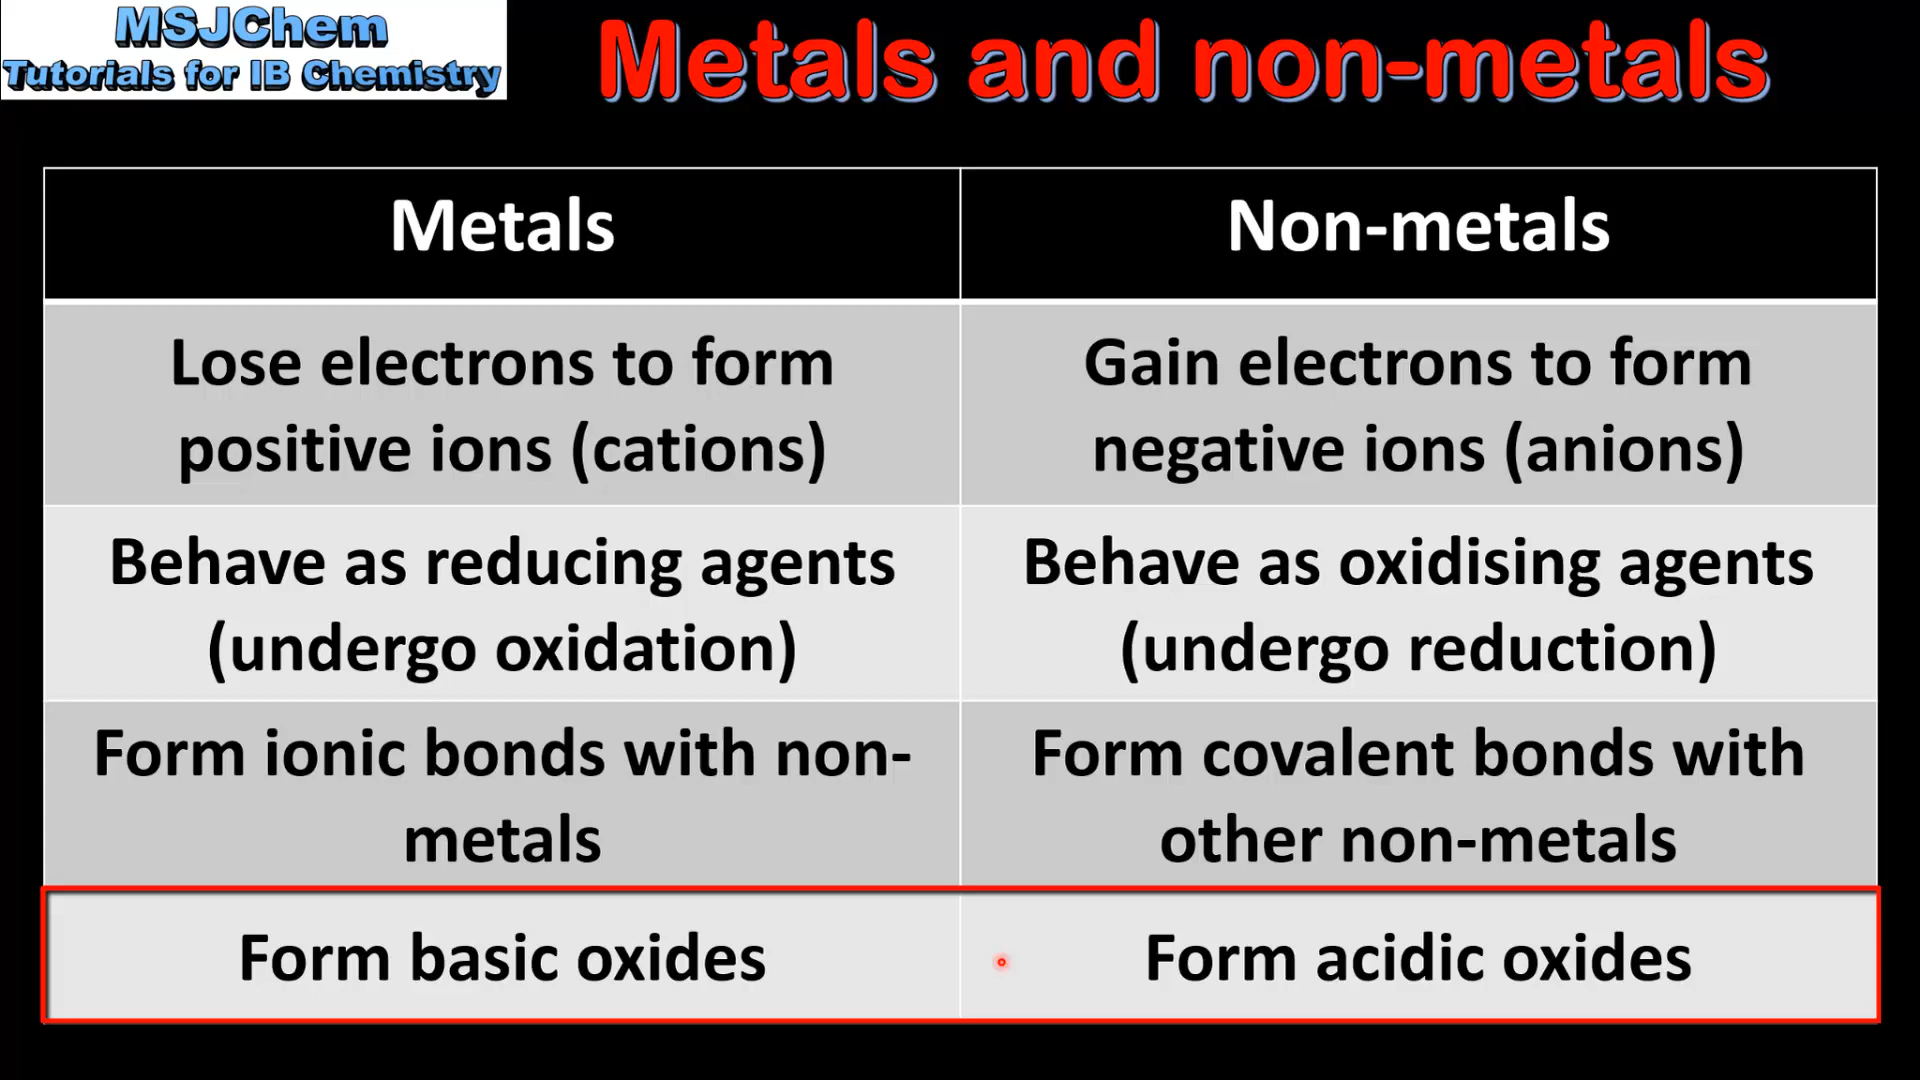 MSJChem
Tutorials for IB Chemistry
Metals and non-metals
Metals
Non-metals
Lose electrons to form
positive ions (cations)
Gain electrons to form
negative ions (anions)
Behave as reducing agents
(undergo oxidation)
Behave as oxidising agents
(undergo reduction)
Form ionic bonds with non-
metals
Form covalent bonds with
other non-metals
Form basic oxides
Form acidic oxides